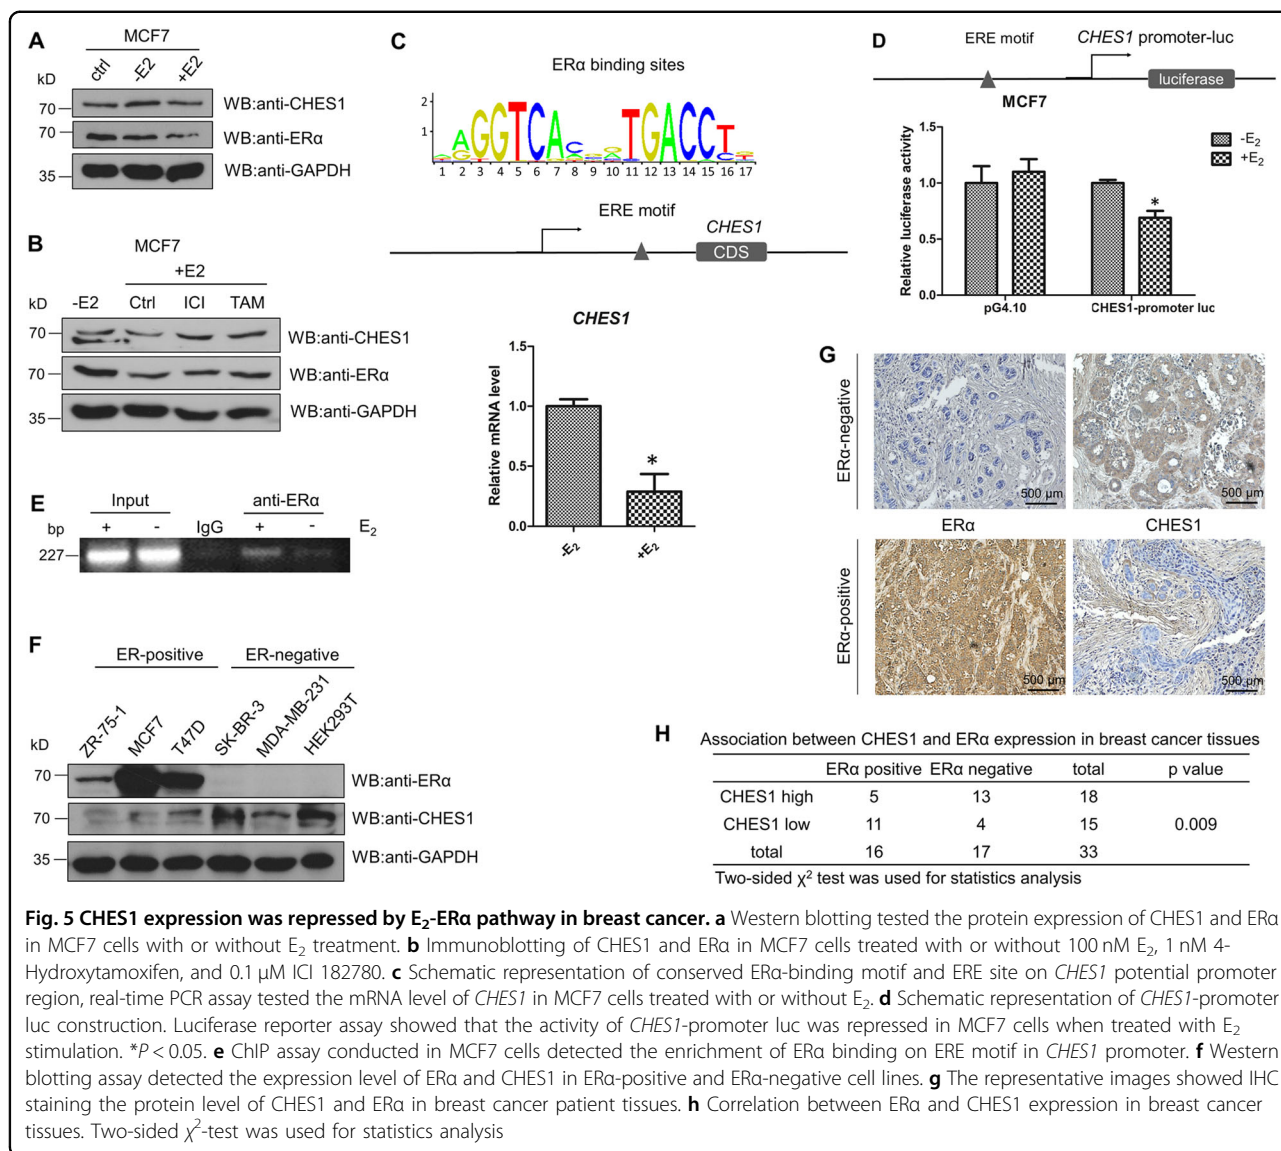 A
MCF7
ctrl -E2 +E2
kD
70 WB:anti-CHES1
70 WB:anti-ERα
35 WB:anti-GAPDH
B
MCF7
+E2
kD -E2 Ctrl ICI TAM
70 WB:anti-CHES1
70 WB:anti-ERα
35 WB:anti-GAPDH
C
ERα binding sites
2
1
AGGTCA TGACCT
1 2 3 4 5 6 7 8 9 10 11 12 13 14 15 16 17
ERE motif
CHES1
CDS
CHES1
Relative mRNA level
1.5
1.0
0.5
0.0
*
-E₂ +E₂
D
ERE motif CHES1 promoter-luc
luciferase
MCF7
Relative luciferase activity
1.5
1.0
0.5
0.0
*
-E₂
+E₂
pG4.10 CHES1-promoter luc
E
Input anti-ERα
bp + - IgG + - E₂
227
F
ER-positive ER-negative
ZR-75-1 MCF7 T47D SK-BR-3 MDA-MB-231 HEK293T
kD
70 WB:anti-ERα
70 WB:anti-CHES1
35 WB:anti-GAPDH
G
ERα-negative
500 µm 500 µm
ERα CHES1
ERα-positive
500 µm 500 µm
H
Association between CHES1 and ERα expression in breast cancer tissues
ERα positive ERα negative total p value
CHES1 high 5 13 18
CHES1 low 11 4 15 0.009
total 16 17 33
Two-sided χ² test was used for statistics analysis
Fig. 5 CHES1 expression was repressed by E₂-ERα pathway in breast cancer. a Western blotting tested the protein expression of CHES1 and ERα
in MCF7 cells with or without E₂ treatment. b Immunoblotting of CHES1 and ERα in MCF7 cells treated with or without 100 nM E₂, 1 nM 4-
Hydroxytamoxifen, and 0.1 µM ICI 182780. c Schematic representation of conserved ERα-binding motif and ERE site on CHES1 potential promoter
region, real-time PCR assay tested the mRNA level of CHES1 in MCF7 cells treated with or without E₂. d Schematic representation of CHES1-promoter
luc construction. Luciferase reporter assay showed that the activity of CHES1-promoter luc was repressed in MCF7 cells when treated with E₂
stimulation. *P < 0.05. e ChIP assay conducted in MCF7 cells detected the enrichment of ERα binding on ERE motif in CHES1 promoter. f Western
blotting assay detected the expression level of ERα and CHES1 in ERα-positive and ERα-negative cell lines. g The representative images showed IHC
staining the protein level of CHES1 and ERα in breast cancer patient tissues. h Correlation between ERα and CHES1 expression in breast cancer
tissues. Two-sided χ²-test was used for statistics analysis